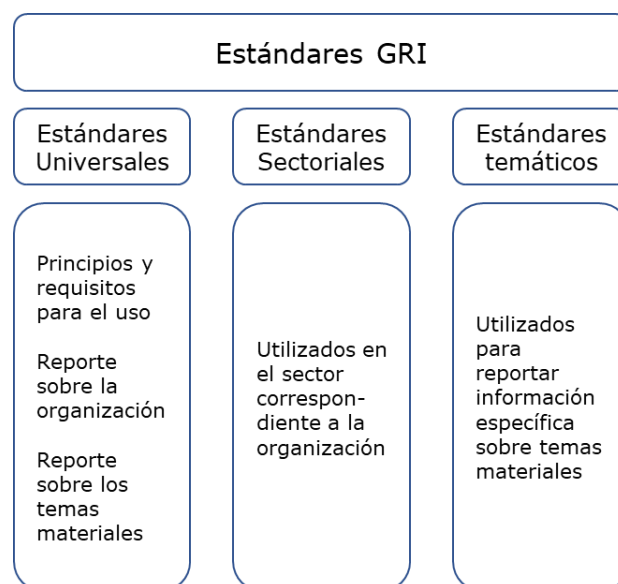 Estándares GRI
Estándares
Universales
Estándares
Sectoriales
Estándares
temáticos
Principios y
requisitos
para el uso
Reporte
sobre la
organización
Reporte
sobre los
temas
materiales
Utilizados en
el sector
correspon-
diente a la
organización
Utilizados
para
reportar
información
específica
sobre temas
materiales